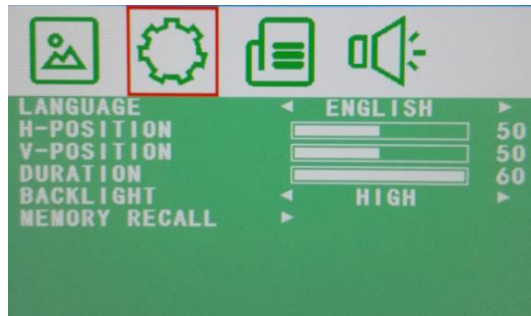 LANGUAGE ◄ ENGLISH ►
H-POSITION 50
V-POSITION 50
DURATION 60
BACKLIGHT ◄ HIGH ►
MEMORY RECALL ►